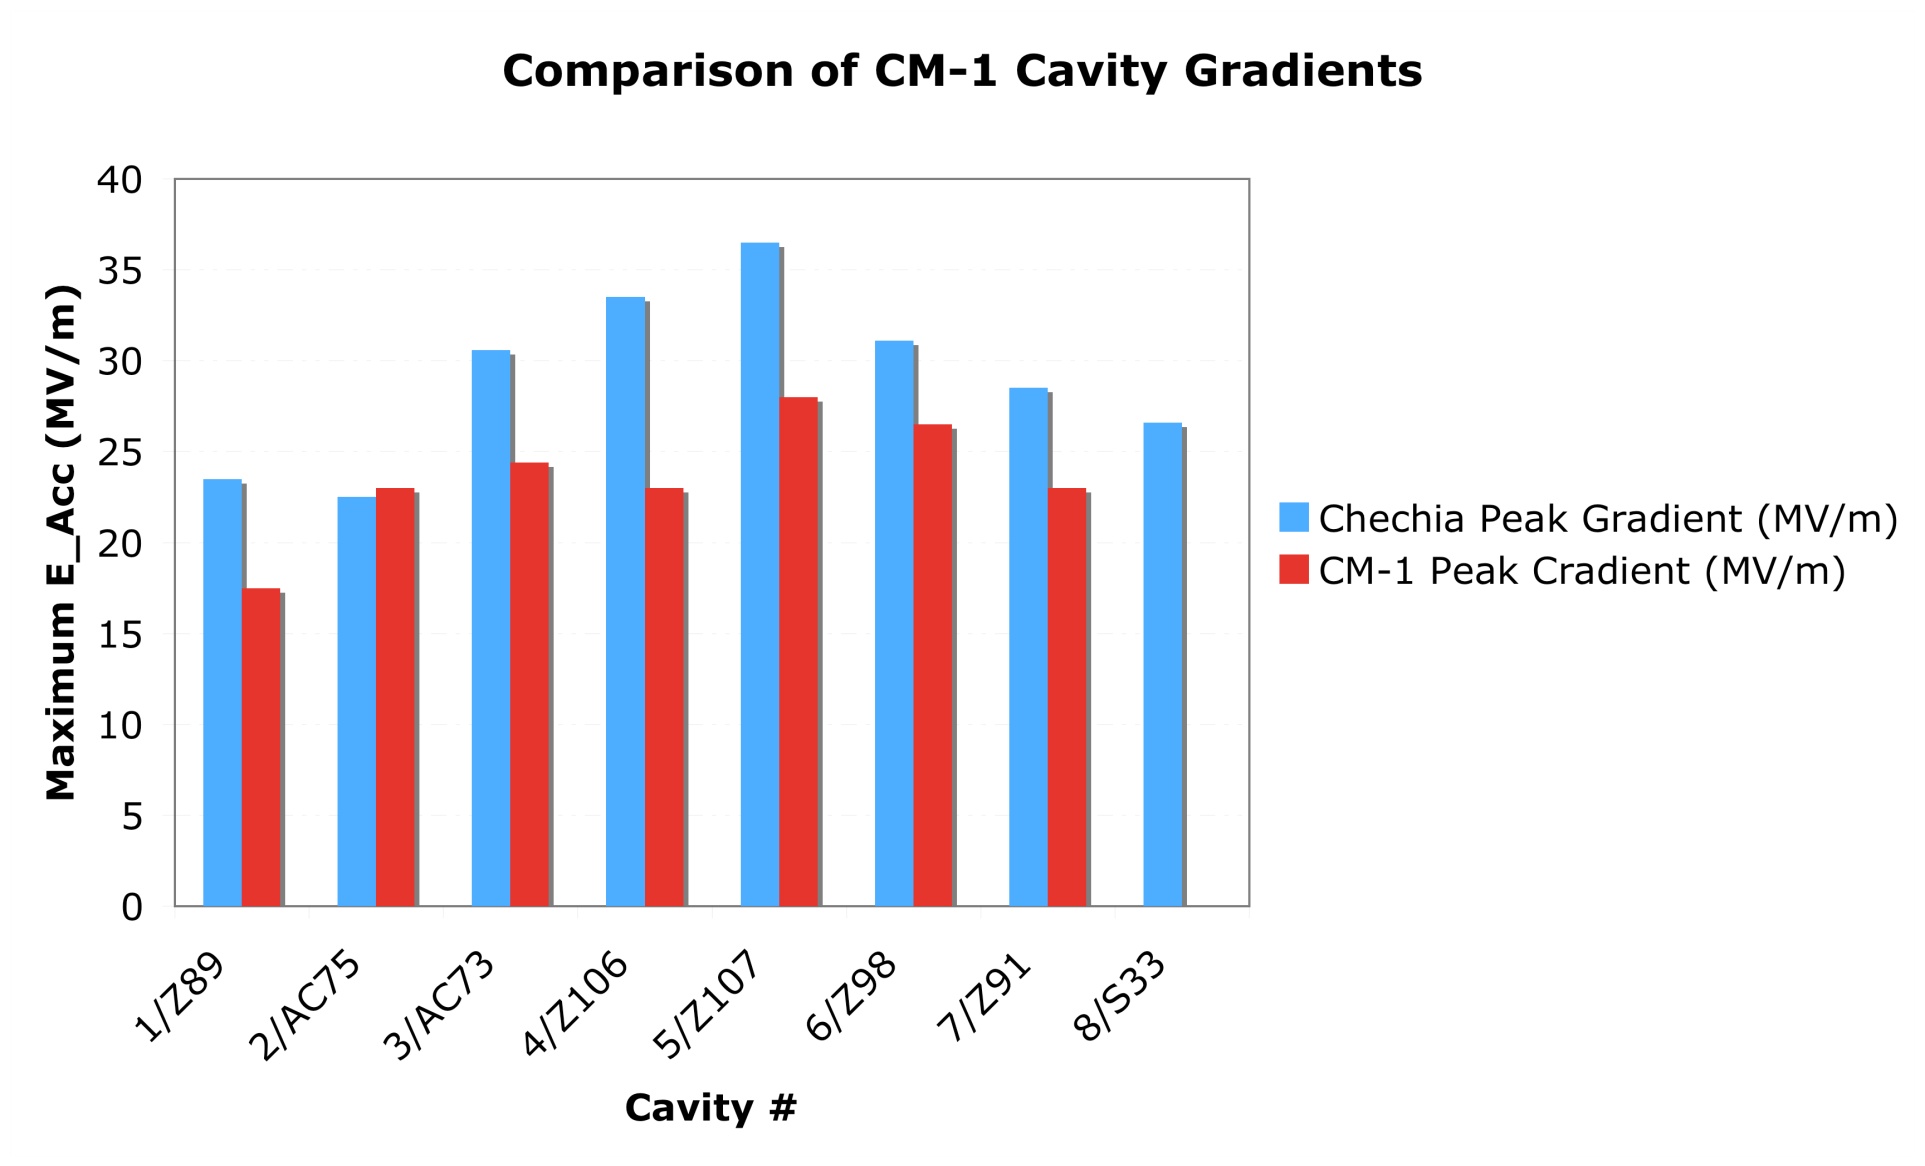 Comparison of CM-1 Cavity Gradients
Maximum E_Acc (MV/m)
40
35
30
25
20
15
10
5
0
1/Z89
2/AC75
3/AC73
4/Z106
5/Z107
6/Z98
7/Z91
8/S33
Cavity #
Chechia Peak Gradient (MV/m)
CM-1 Peak Cradient (MV/m)